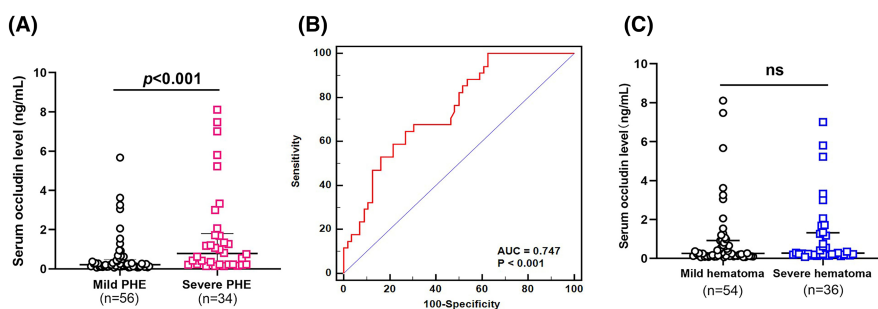 (A)
Serum occludin level (ng/mL)
10
8
6
4
2
0
p<0.001
Mild PHE
(n=56)
Severe PHE
(n=34)
(B)
Sensitivity
100
80
60
40
20
0
AUC = 0.747
P < 0.001
0
20
40
60
80
100
100-Specificity
(C)
Serum occludin level(ng/mL)
10
8
6
4
2
0
ns
Mild hematoma
(n=54)
Severe hematoma
(n=36)